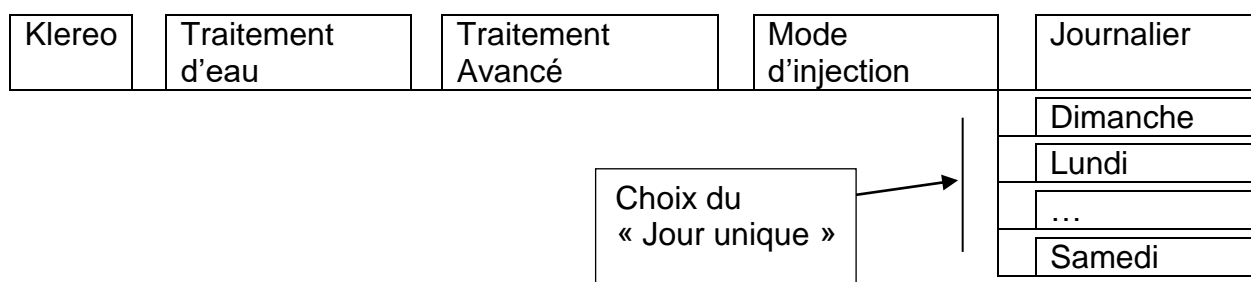 Klereo
Traitement
d'eau
Traitement
Avancé
Mode
d'injection
Journalier
Dimanche
Lundi
…
Samedi
Choix du
« Jour unique »